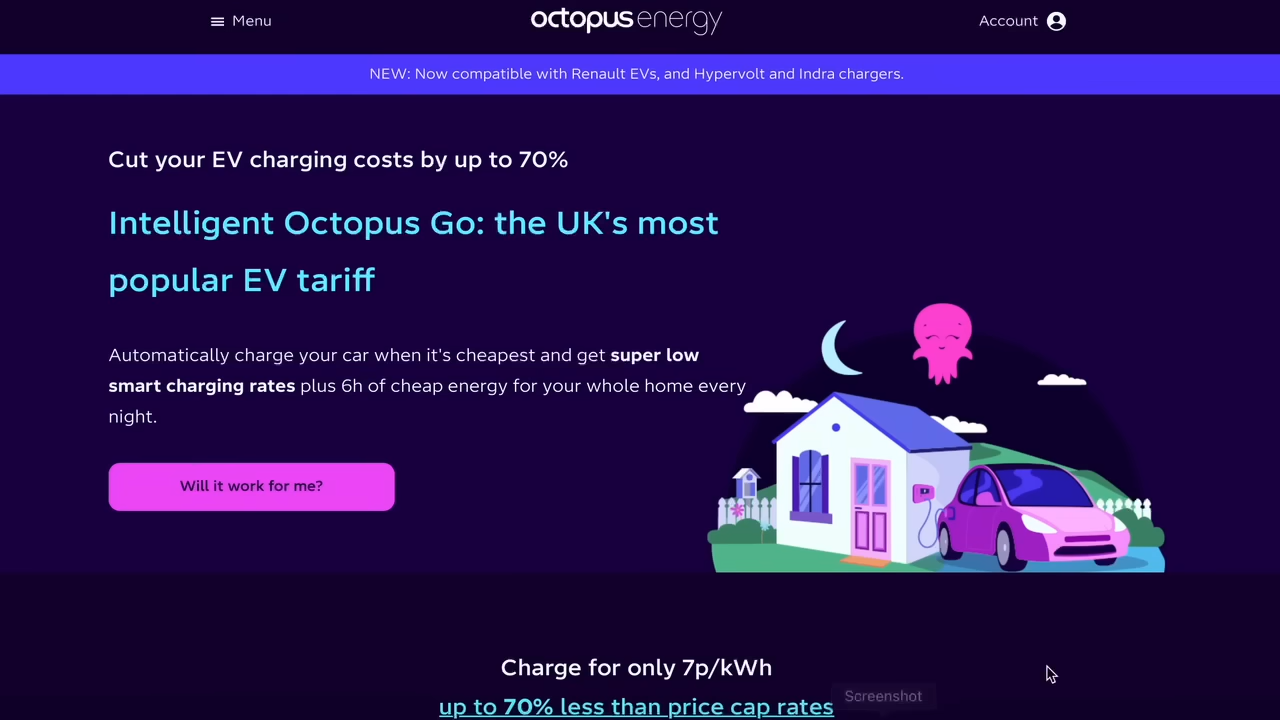 Menu
octopus energy
Account
NEW: Now compatible with Renault EVs, and Hypervolt and Indra chargers.
Cut your EV charging costs by up to 70%
Intelligent Octopus Go: the UK's most
popular EV tariff
Automatically charge your car when it's cheapest and get super low
smart charging rates plus 6h of cheap energy for your whole home every
night.
Will it work for me?
Charge for only 7p/kWh
up to 70% less than price cap rates
Screenshot